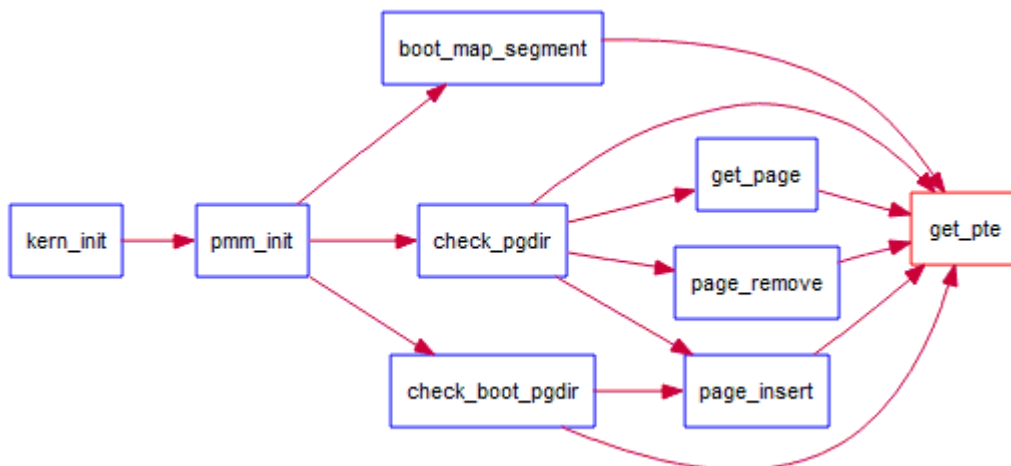 boot_map_segment
get_page
kern_init
pmm_init
check_pgdir
get_pte
page_remove
check_boot_pgdir
page_insert